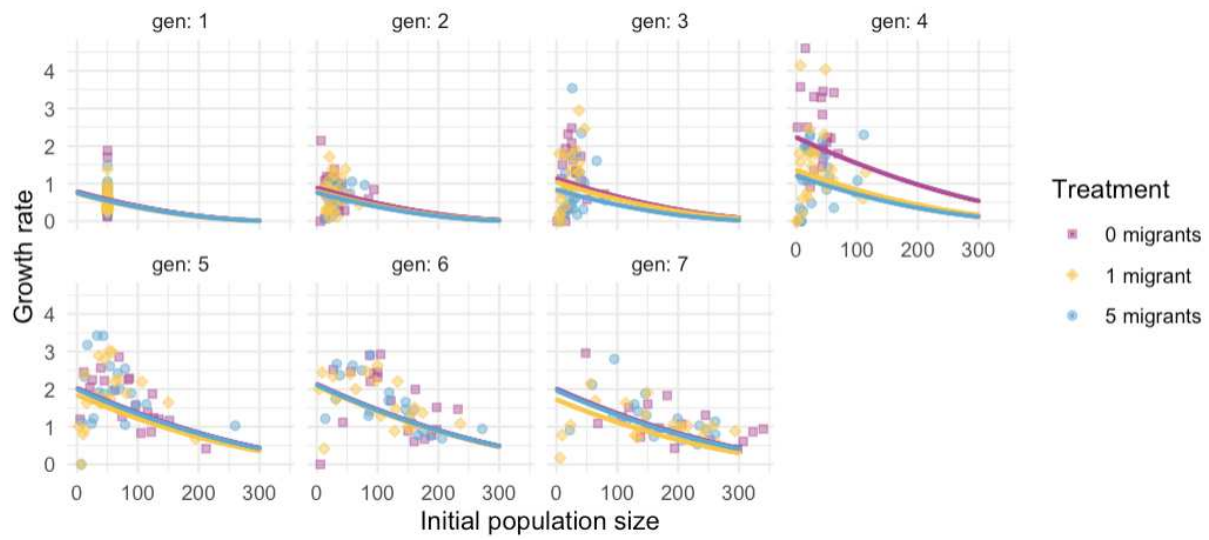 gen: 1 gen: 2 gen: 3 gen: 4
4
3
2
1
0
0 100 200 300
gen: 5 gen: 6 gen: 7
4
3
2
1
0
0 100 200 300 0 100 200 300 0 100 200 300
Growth rate
Initial population size
Treatment
0 migrants
1 migrant
5 migrants